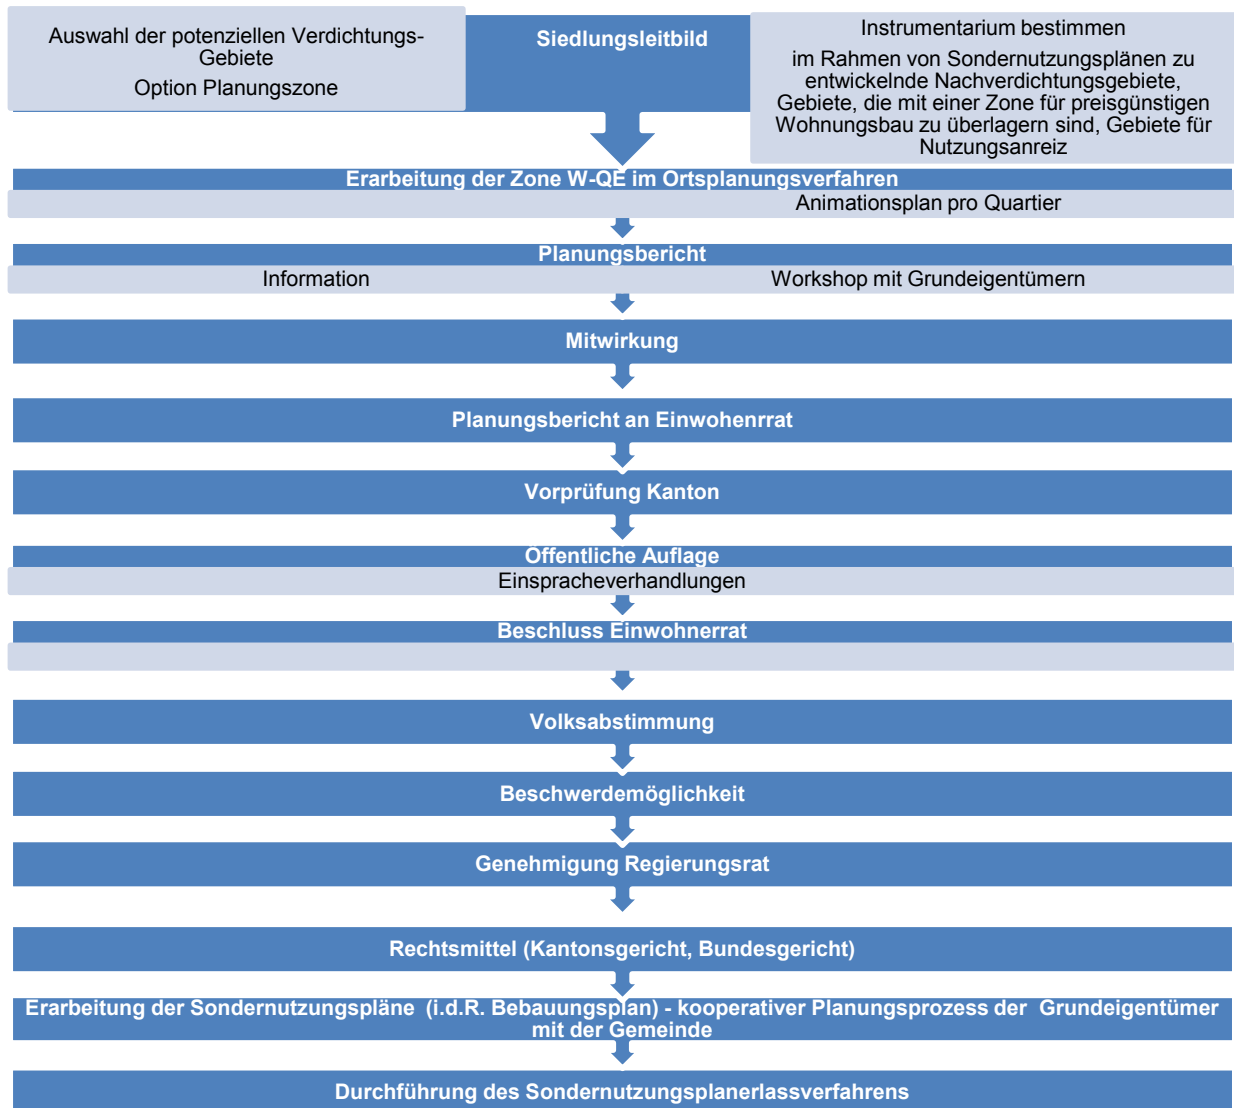 Auswahl der potenziellen Verdichtungs-
Gebiete
Option Planungszone
Siedlungsleitbild
Instrumentarium bestimmen
im Rahmen von Sondernutzungsplänen zu
entwickelnde Nachverdichtungsgebiete,
Gebiete, die mit einer Zone für preisgünstigen
Wohnungsbau zu überlagern sind, Gebiete für
Nutzungsanreiz
Erarbeitung der Zone W-QE im Ortsplanungsverfahren
Animationsplan pro Quartier
Planungsbericht
Information
Workshop mit Grundeigentümern
Mitwirkung
Planungsbericht an Einwohenrrat
Vorprüfung Kanton
Öffentliche Auflage
Einspracheverhandlungen
Beschluss Einwohnerrat
Volksabstimmung
Beschwerdemöglichkeit
Genehmigung Regierungsrat
Rechtsmittel (Kantonsgericht, Bundesgericht)
Erarbeitung der Sondernutzungspläne (i.d.R. Bebauungsplan) - kooperativer Planungsprozess der Grundeigentümer
mit der Gemeinde
Durchführung des Sondernutzungsplanerlassverfahrens